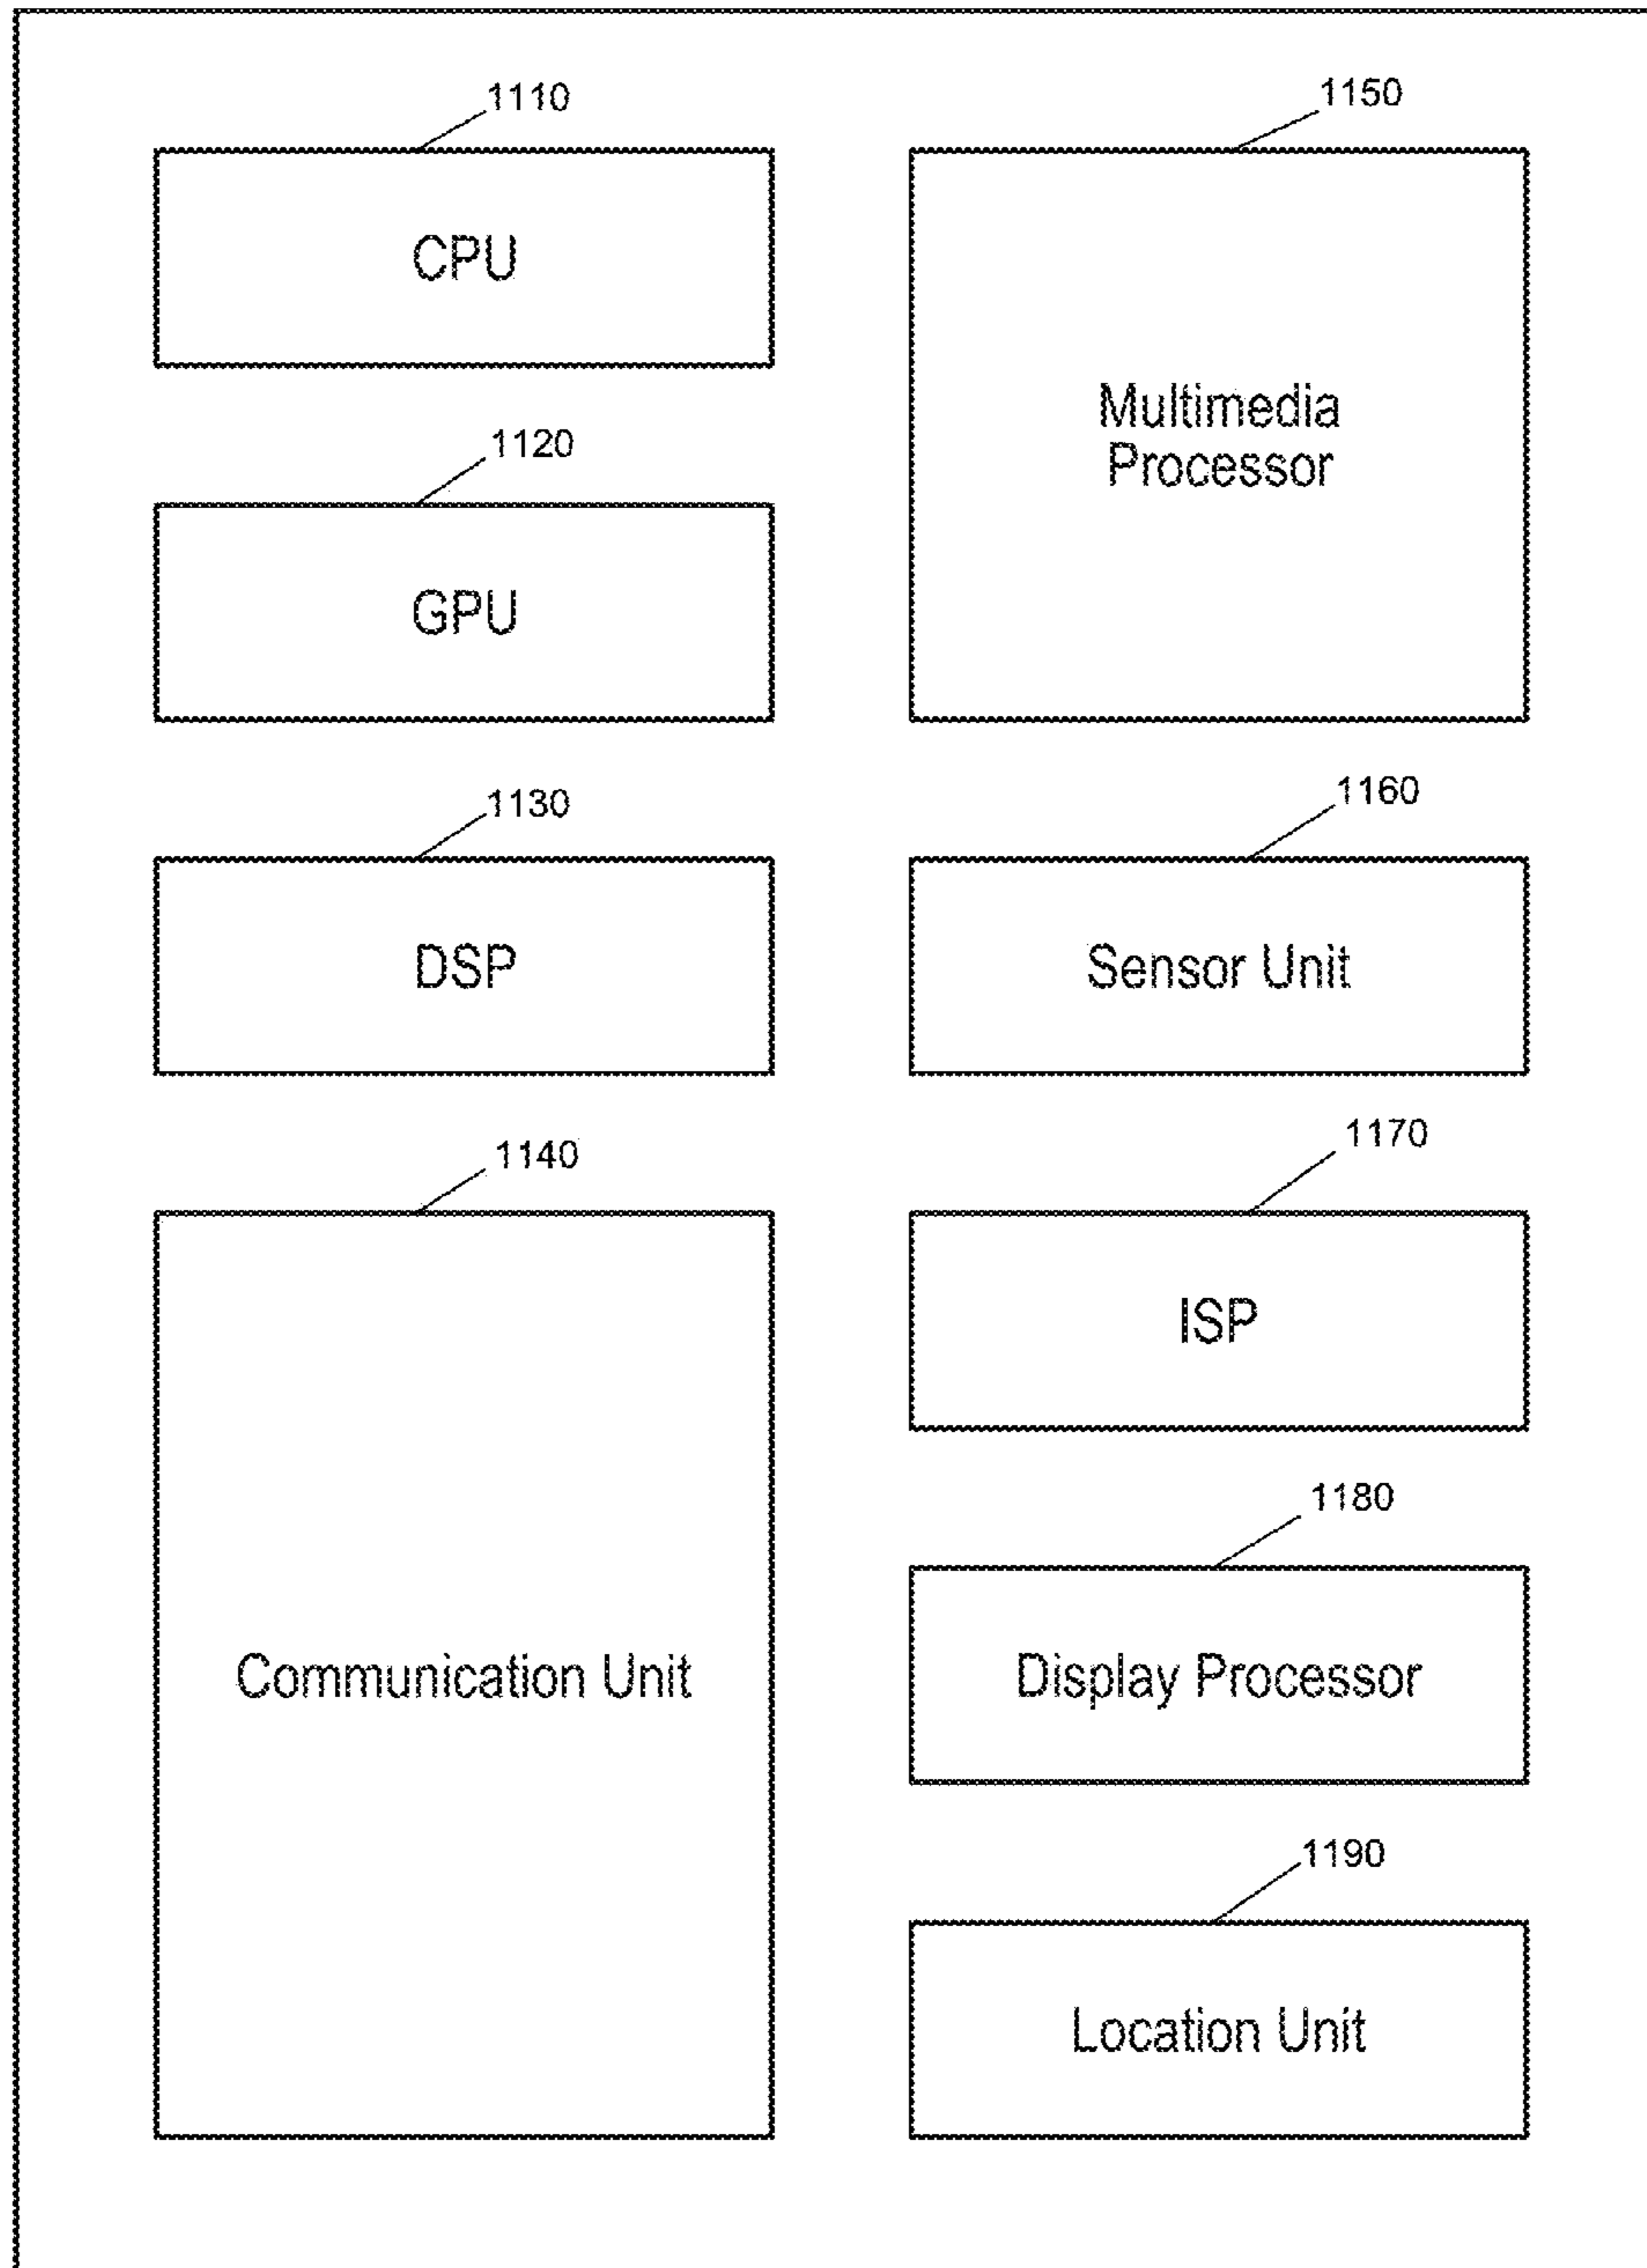 1110
CPU
1120
GPU
1130
DSP
1140
Communication Unit
1150
Multimedia
Processor
1160
Sensor Unit
1170
ISP
1180
Display Processor
1190
Location Unit